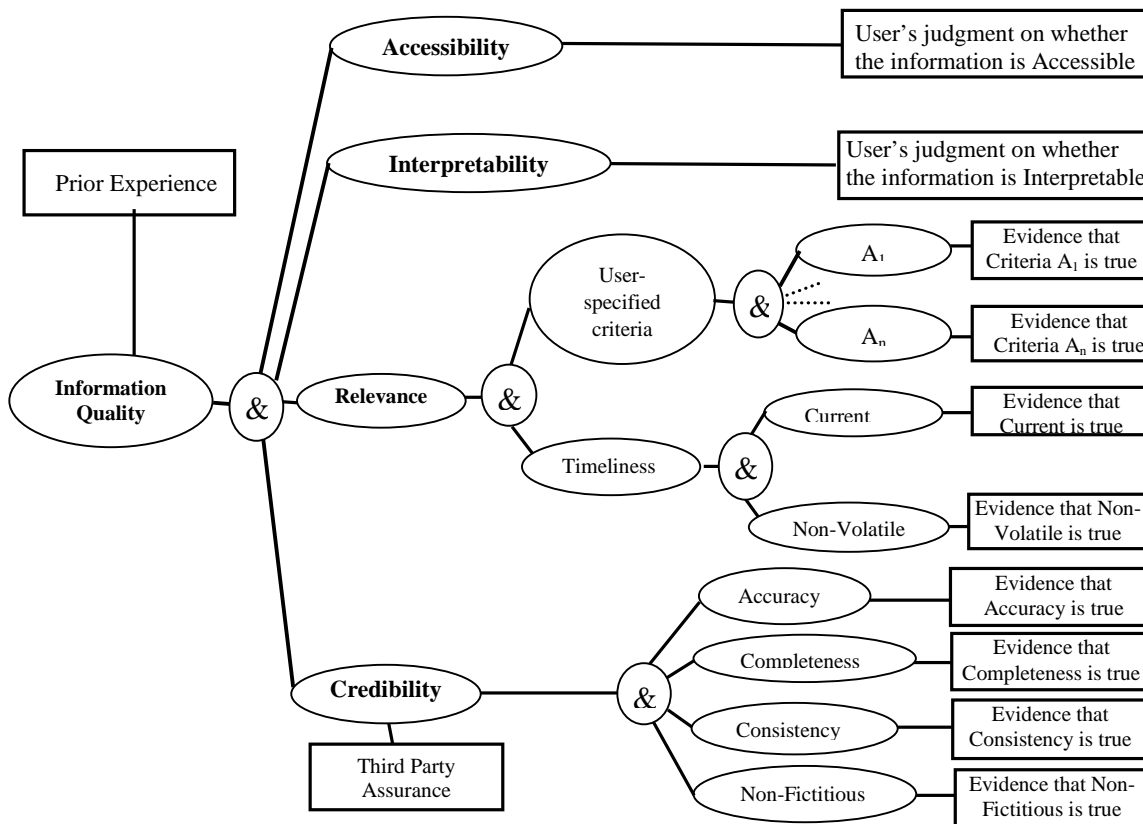 Accessibility
User’s judgment on whether
the information is Accessible
Interpretability
User’s judgment on whether
the information is Interpretable
Prior Experience
User-
specified
criteria
&
A1
Evidence that
Criteria A1 is true
An
Evidence that
Criteria An is true
Information
Quality
&
Relevance
&
Timeliness
&
Current
Evidence that
Current is true
Non-Volatile
Evidence that Non-
Volatile is true
Credibility
Third Party
Assurance
&
Accuracy
Evidence that
Accuracy is true
Completeness
Evidence that
Completeness is true
Consistency
Evidence that
Consistency is true
Non-Fictitious
Evidence that Non-
Fictitious is true